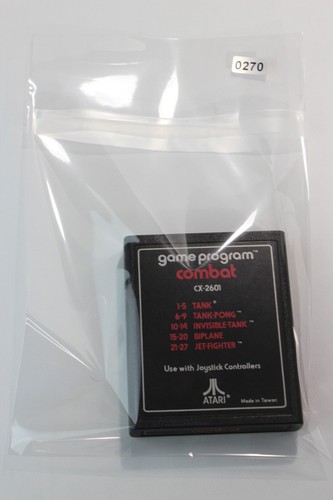 0270
game program™
combat
CX-2601
1-5 TANK®
6-9 TANK-PONG™
10-14 INVISIBLE-TANK™
15-20 BIPLANE
21-27 JET-FIGHTER™
Use with Joystick Controllers
ATARI®
Made in Taiwan